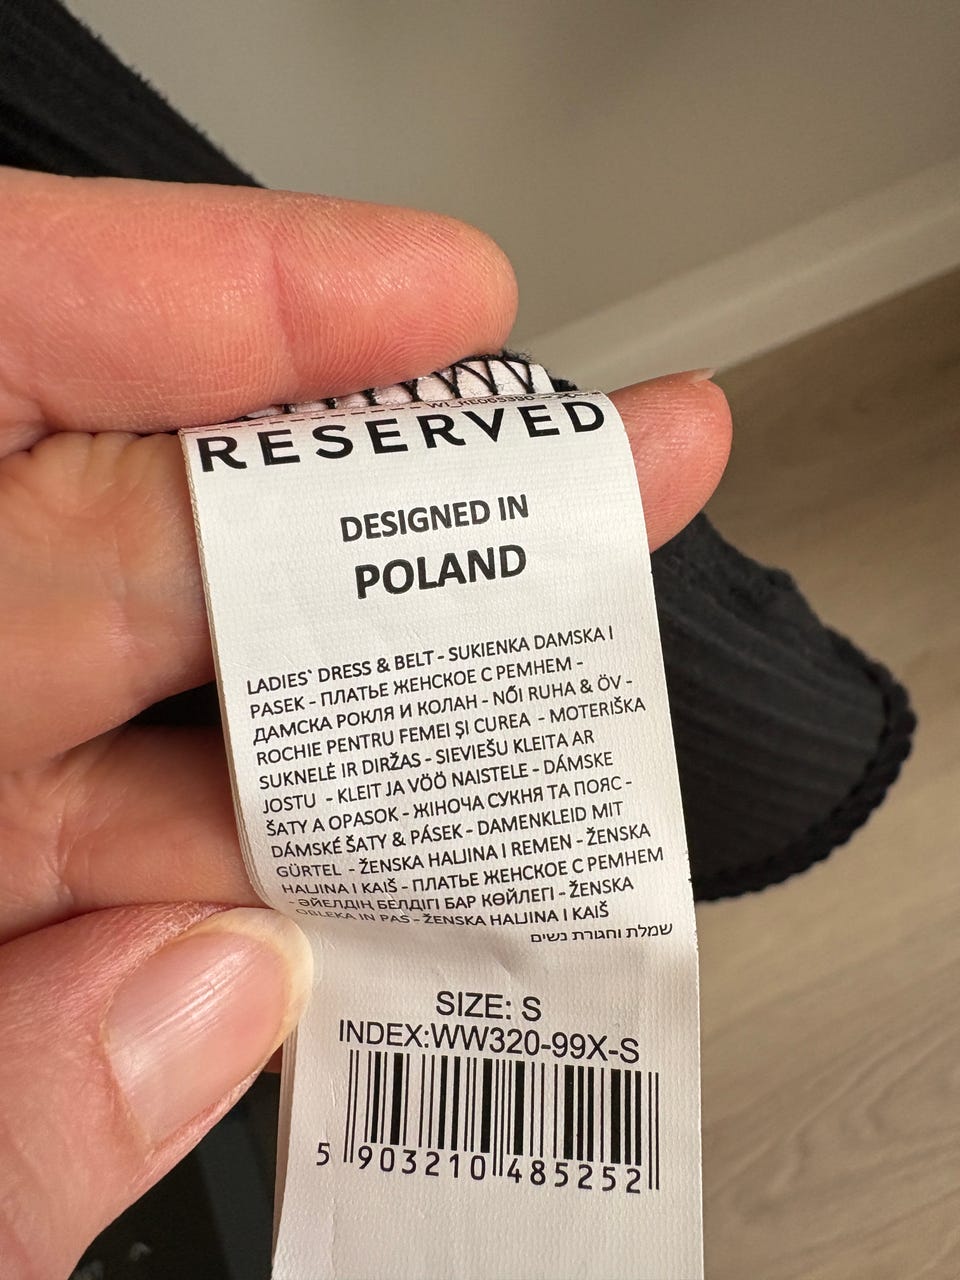 RESERVED
DESIGNED IN
POLAND
LADIES` DRESS & BELT - SUKIENKA DAMSKA I
PASEK - ПЛАТЬЕ ЖЕНСКОЕ С РЕМНЕМ -
ДАМСКА РОКЛЯ И КОЛАН - NŐI RUHA & ÖV -
ROCHIE PENTRU FEMEI ŞI CUREA - MOTERIŠKA
SUKNELĖ IR DIRŽAS - SIEVIEŠU KLEITA AR
JOSTU - KLEIT JA VÖÖ NAISTELE - DÁMSKE
ŠATY A OPASOK - ЖІНОЧА СУКНЯ ТА ПОЯС -
DÁMSKÉ ŠATY & PÁSEK - DAMENKLEID MIT
GÜRTEL - ŽENSKA HALJINA I REMEN - ŽENSKA
HALJINA I KAIŠ - ПЛАТЬЕ ЖЕНСКОЕ С РЕМНЕМ
- ӘЙЕЛДІҢ БЕЛДІГІ БАР КӨЙЛЕГІ - ŽENSKA
OBLEKA IN PAS - ŽENSKA HALJINA I KAIŠ
שמלת וחגורת נשים
SIZE: S
INDEX:WW320-99X-S
5 903210 485252